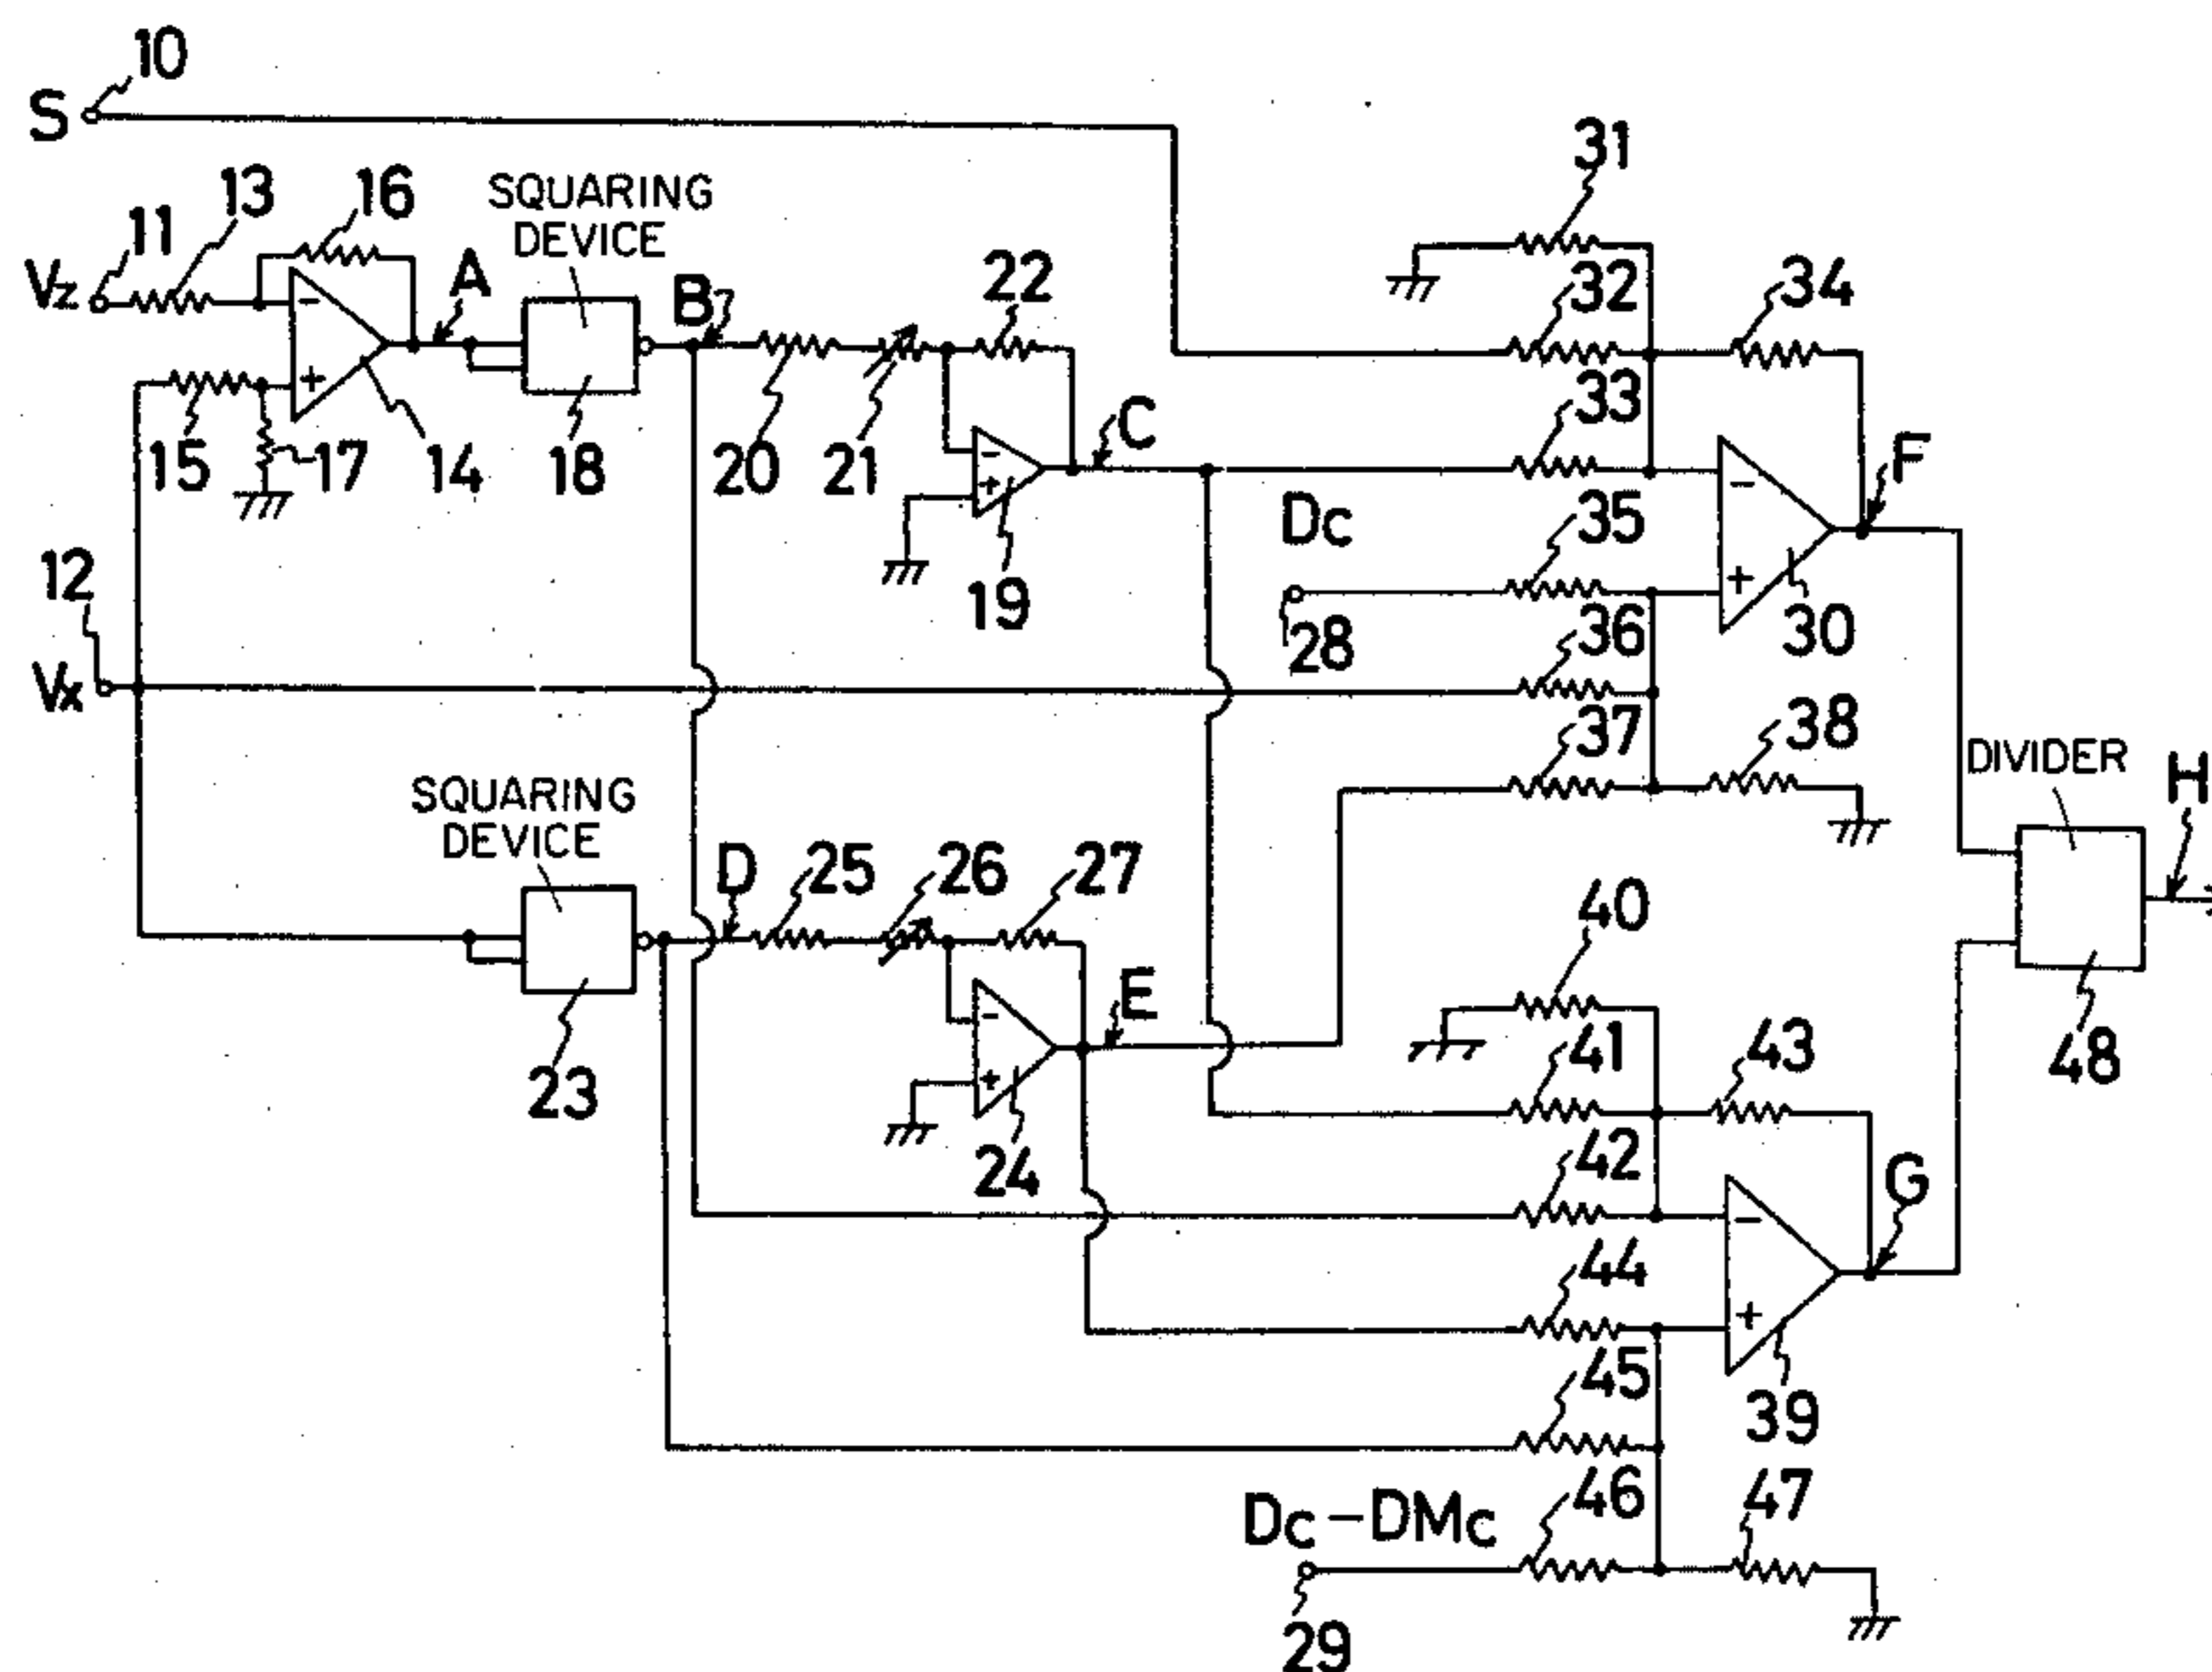 10
S
31
13
16
SQUARING
DEVICE
11
Vz
A
B
22
32
34
15
17
14
18
20
21
C
33
F
Dc
35
12
19
28
36
30
Vx
37
38
DIVIDER
H
SQUARING
DEVICE
D
25
26
27
40
E
41
43
48
23
24
42
G
44
45
39
46
47
Dc-DMc
29
-
+
-
+
-
+
-
+
-
+